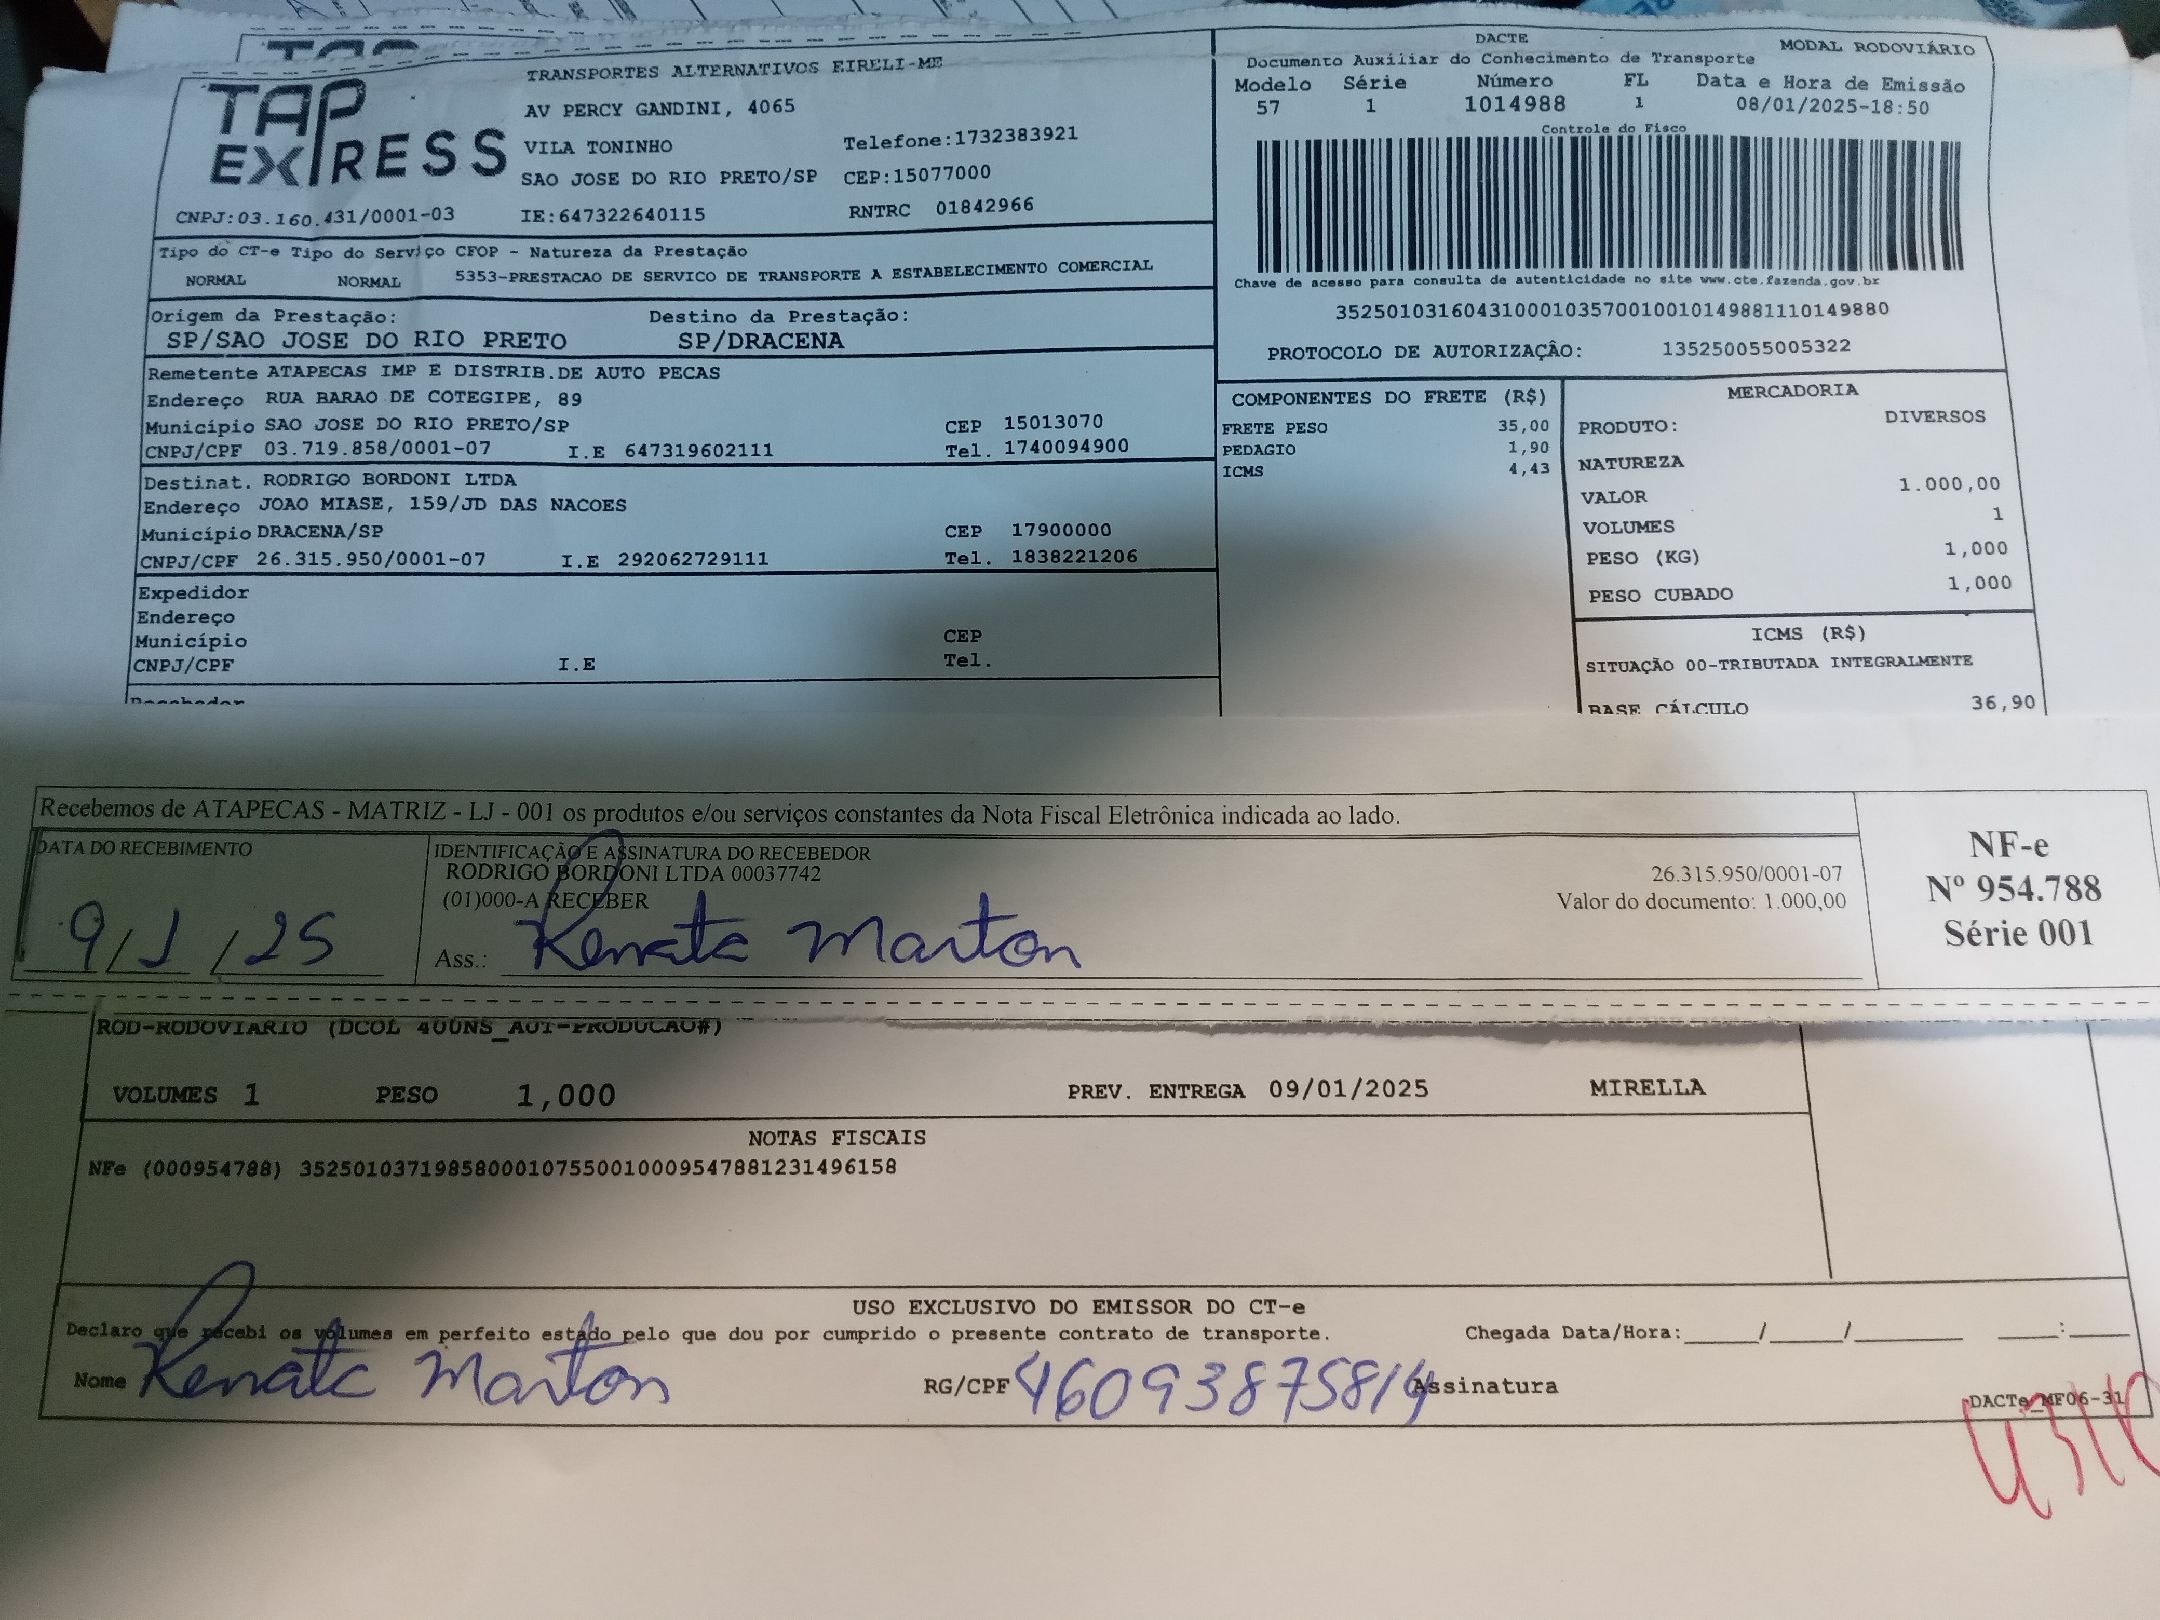 TAP EXPRESS
TRANSPORTES ALTERNATIVOS EIRELI-ME
AV PERCY GANDINI, 4065
VILA TONINHO Telefone:1732383921
SAO JOSE DO RIO PRETO/SP CEP:15077000
CNPJ:03.160.431/0001-03 IE:647322640115 RNTRC 01842966
DACTE
Documento Auxiliar do Conhecimento de Transporte MODAL RODOVIÁRIO
Modelo Série Número FL Data e Hora de Emissão
57 1 1014988 1 08/01/2025-18:50
Controle do Fisco
Chave de acesso para consulta de autenticidade no site www.cte.fazenda.gov.br
35250103160431000103570010010149881110149880
PROTOCOLO DE AUTORIZAÇÃO: 135250055005322
Tipo do CT-e Tipo do Serviço CFOP - Natureza da Prestação
NORMAL NORMAL 5353-PRESTACAO DE SERVICO DE TRANSPORTE A ESTABELECIMENTO COMERCIAL
Origem da Prestação: Destino da Prestação:
SP/SAO JOSE DO RIO PRETO SP/DRACENA
Remetente ATAPECAS IMP E DISTRIB.DE AUTO PECAS
Endereço RUA BARAO DE COTEGIPE, 89
Município SAO JOSE DO RIO PRETO/SP CEP 15013070
CNPJ/CPF 03.719.858/0001-07 I.E 647319602111 Tel. 1740094900
Destinat. RODRIGO BORDONI LTDA
Endereço JOAO MIASE, 159/JD DAS NACOES
Município DRACENA/SP CEP 17900000
CNPJ/CPF 26.315.950/0001-07 I.E 292062729111 Tel. 1838221206
Expedidor
Endereço
Município CEP
CNPJ/CPF I.E Tel.
COMPONENTES DO FRETE (R$)
FRETE PESO 35,00
PEDAGIO 1,90
ICMS 4,43
MERCADORIA
PRODUTO: DIVERSOS
NATUREZA
VALOR 1.000,00
VOLUMES 1
PESO (KG) 1,000
PESO CUBADO 1,000
ICMS (R$)
SITUAÇÃO 00-TRIBUTADA INTEGRALMENTE
BASE CÁLCULO 36,90
Recebemos de ATAPECAS - MATRIZ - LJ - 001 os produtos e/ou serviços constantes da Nota Fiscal Eletrônica indicada ao lado.
DATA DO RECEBIMENTO
9/1/25
IDENTIFICAÇÃO E ASSINATURA DO RECEBEDOR
RODRIGO BORDONI LTDA 00037742 26.315.950/0001-07
(01)000-A RECEBER Valor do documento: 1.000,00
Ass.: Renata Marton
NF-e
Nº 954.788
Série 001
ROD-RODOVIARIO (DCOL 400NS_AUT-PRODUCAO#)
VOLUMES 1 PESO 1,000 PREV. ENTREGA 09/01/2025 MIRELLA
NOTAS FISCAIS
NFe (000954788) 35250103719858000107550010009547881231496158
USO EXCLUSIVO DO EMISSOR DO CT-e
Declaro que recebi os volumes em perfeito estado pelo que dou por cumprido o presente contrato de transporte. Chegada Data/Hora:____/____/______ ___:____
Nome Renata Marton RG/CPF 46093875814 Assinatura
DACTe_MF06-31